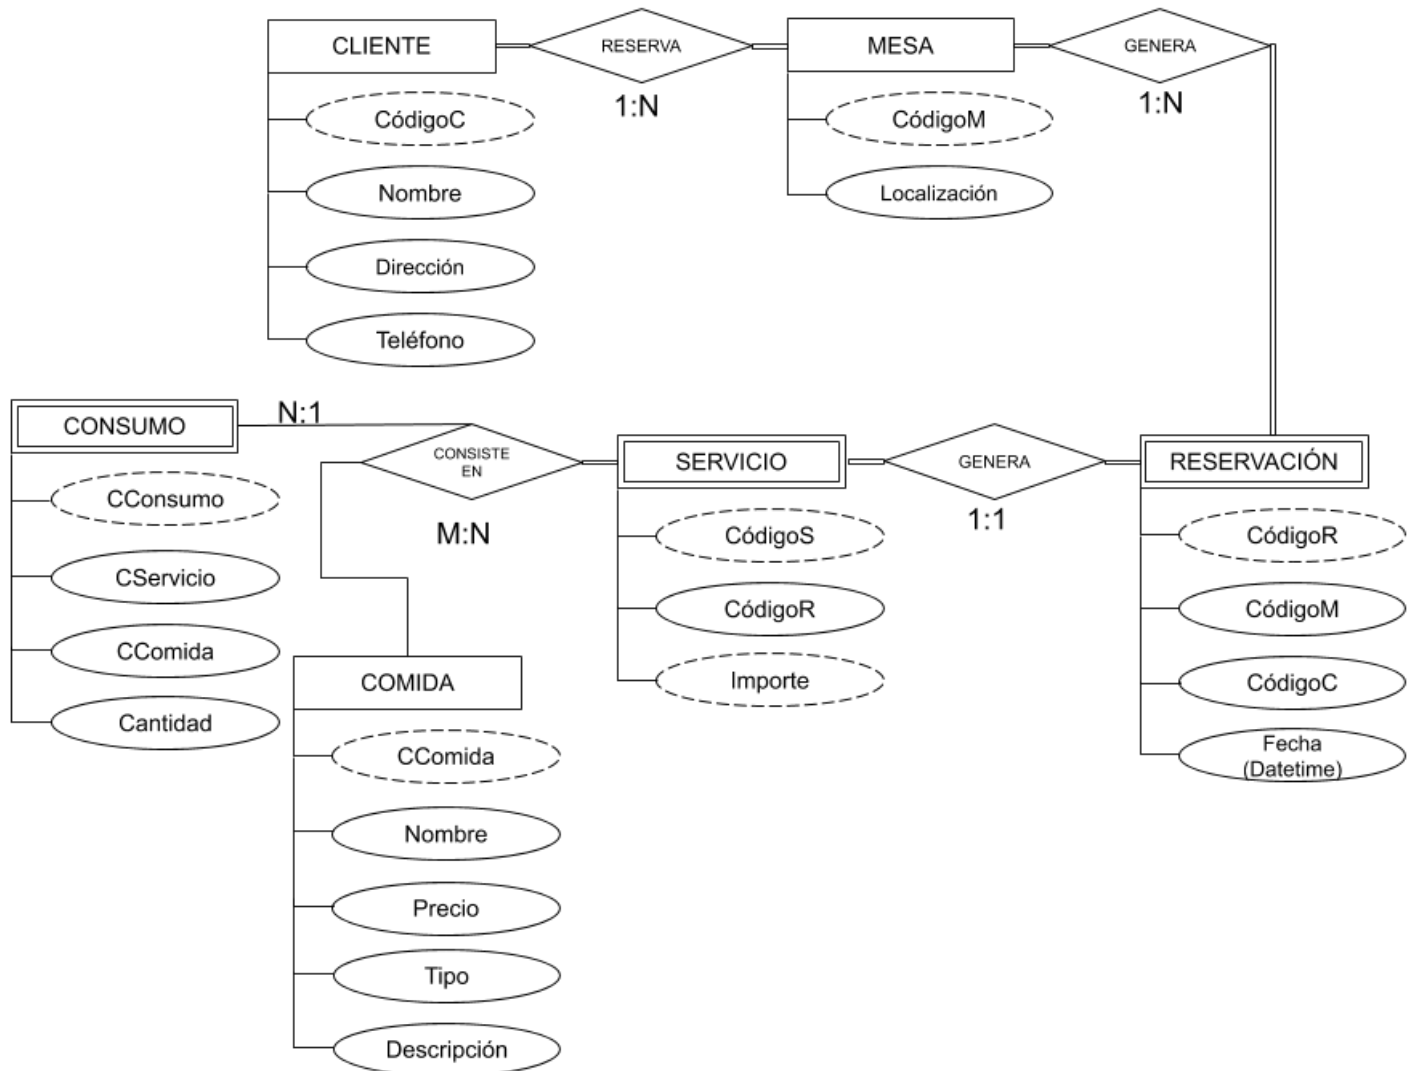 CLIENTE
RESERVA
MESA
GENERA
1:N
1:N
CódigoC
CódigoM
Nombre
Localización
Dirección
Teléfono
CONSUMO
N:1
CONSISTE
EN
SERVICIO
GENERA
RESERVACIÓN
M:N
1:1
CConsumo
CódigoS
CódigoR
CServicio
CódigoR
CódigoM
CComida
COMIDA
Importe
CódigoC
Cantidad
CComida
Fecha
(Datetime)
Nombre
Precio
Tipo
Descripción